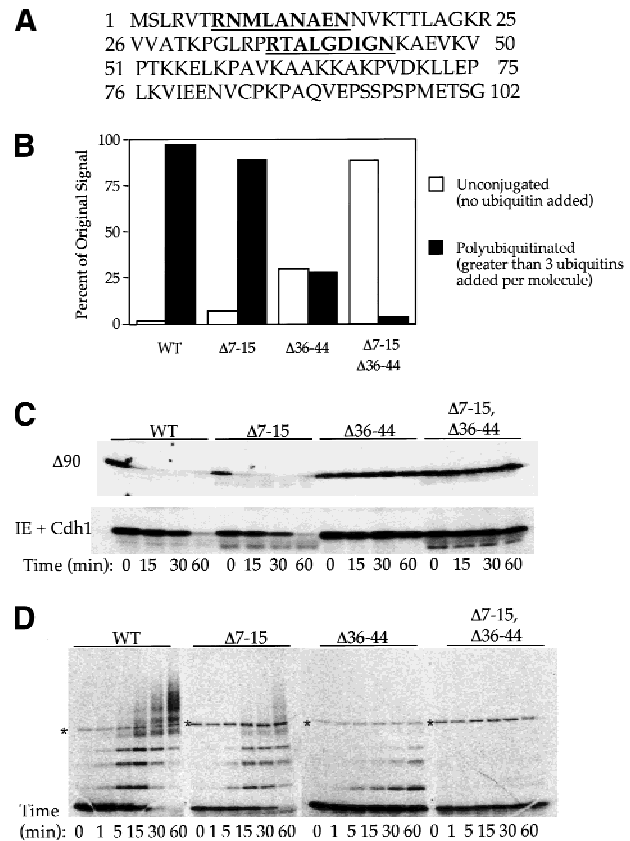 A
1 MSLRVTRNMLANAENNVKTTLAGKR 25
26 VVATKPGLRPRTALGDIGNKAEVKV 50
51 PTKKELKPAVKAAKKAKPVDKLLEP 75
76 LKVIEENVCPKPAQVEPSSPSPMETSG 102
B
Percent of Original Signal
100
75
50
25
0
WT Δ7-15 Δ36-44 Δ7-15
Δ36-44
Unconjugated
(no ubiquitin added)
Polyubiquitinated
(greater than 3 ubiquitins
added per molecule)
C
WT Δ7-15 Δ36-44 Δ7-15,
Δ36-44
Δ90
IE + Cdh1
Time (min): 0 15 30 60 0 15 30 60 0 15 30 60 0 15 30 60
D
WT Δ7-15 Δ36-44 Δ7-15,
Δ36-44
* * * *
Time
(min): 0 1 5 15 30 60 0 1 5 15 30 60 0 1 5 15 30 60 0 1 5 15 30 60